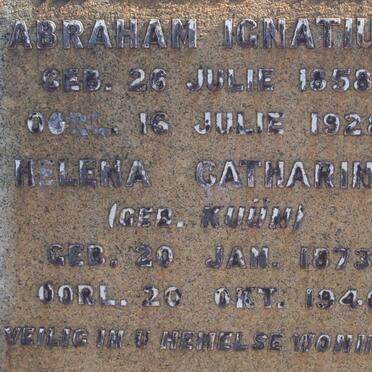 ABRAHAM IGNATIU
GEB. 26 JULIE 1858
OORL. 16 JULIE 1928
HELENA CATHARIN
(GEB. KUÜN)
GEB. 20 JAN. 1873
OORL. 20 OKT. 194
VEILIG IN U HEMELSE WONIN